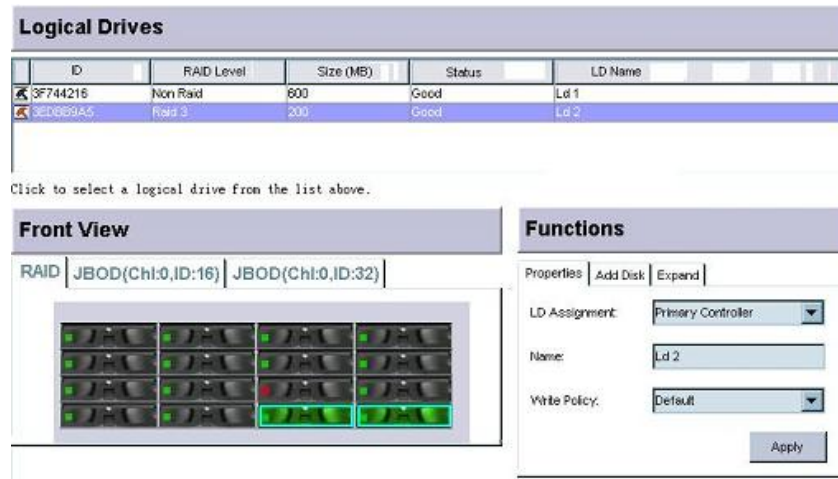 Logical Drives
ID RAID Level Size (MB) Status LD Name
3F744216 Non Raid 600 Good Ld 1
3EDBB9A5 Raid 3 200 Good Ld 2
Click to select a logical drive from the list above.
Front View
RAID JBOD(Chl:0,ID:16) JBOD(Chl:0,ID:32)
Functions
Properties Add Disk Expand
LD Assignment: Primary Controller
Name: Ld 2
Write Policy: Default
Apply